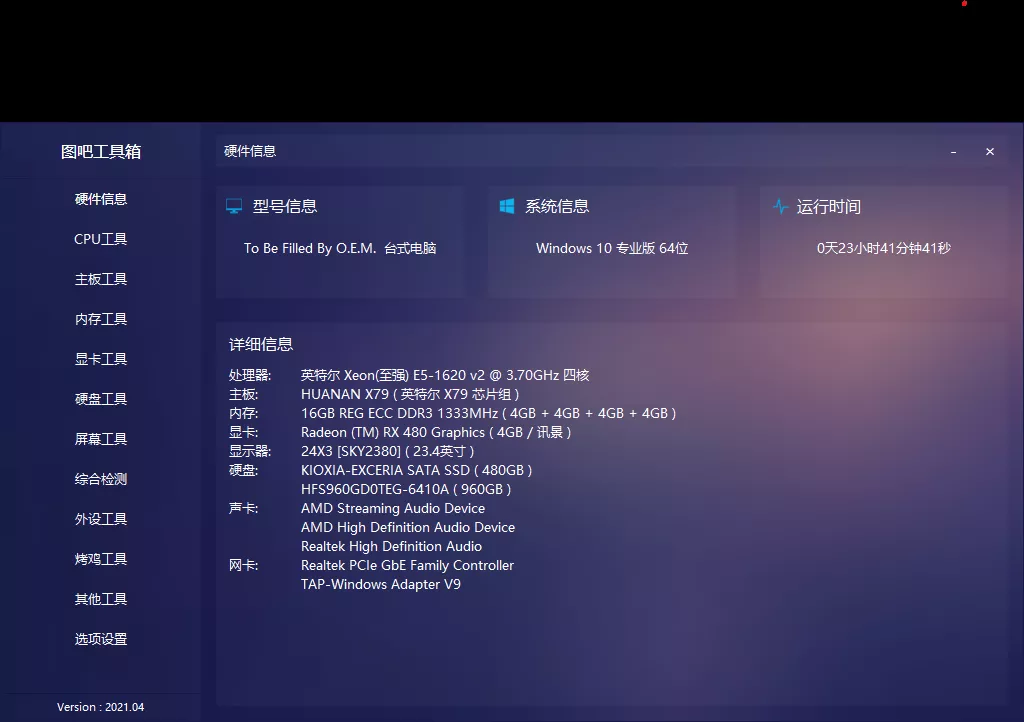 图吧工具箱
硬件信息
CPU工具
主板工具
内存工具
显卡工具
硬盘工具
屏幕工具
综合检测
外设工具
烤鸡工具
其他工具
选项设置
Version : 2021.04
硬件信息
型号信息
To Be Filled By O.E.M. 台式电脑
系统信息
Windows 10 专业版 64位
运行时间
0天23小时41分钟41秒
详细信息
处理器: 英特尔 Xeon(至强) E5-1620 v2 @ 3.70GHz 四核
主板: HUANAN X79 ( 英特尔 X79 芯片组 )
内存: 16GB REG ECC DDR3 1333MHz ( 4GB + 4GB + 4GB + 4GB )
显卡: Radeon (TM) RX 480 Graphics ( 4GB / 讯景 )
显示器: 24X3 [SKY2380] ( 23.4英寸 )
硬盘: KIOXIA-EXCERIA SATA SSD ( 480GB )
HFS960GD0TEG-6410A ( 960GB )
声卡: AMD Streaming Audio Device
AMD High Definition Audio Device
Realtek High Definition Audio
网卡: Realtek PCIe GbE Family Controller
TAP-Windows Adapter V9